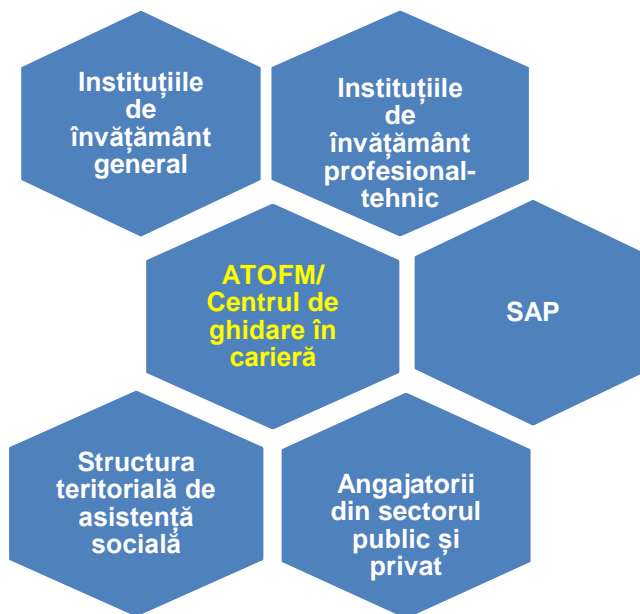 Instituțiile
de
învățământ
general
Instituțiile
de
învățământ
profesional-
tehnic
ATOFM/
Centrul de
ghidare în
carieră
SAP
Structura
teritorială de
asistență
socială
Angajatorii
din sectorul
public și
privat